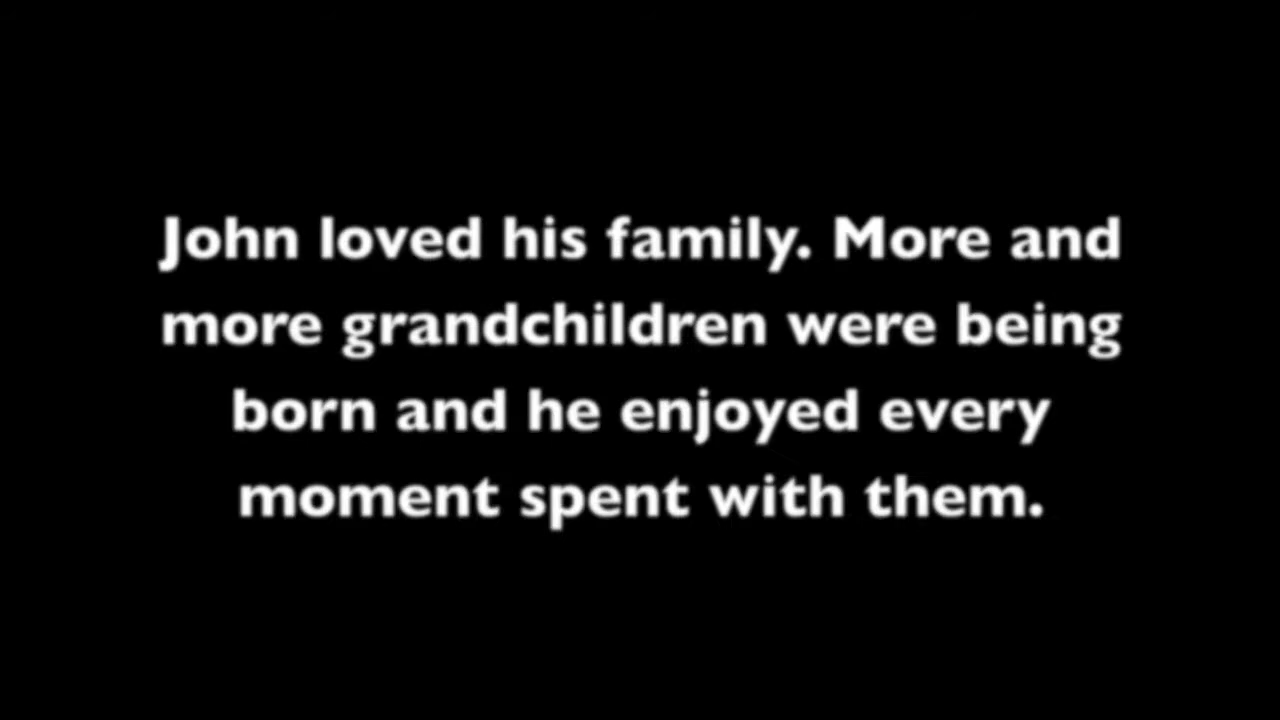 John loved his family. More and
more grandchildren were being
born and he enjoyed every
moment spent with them.